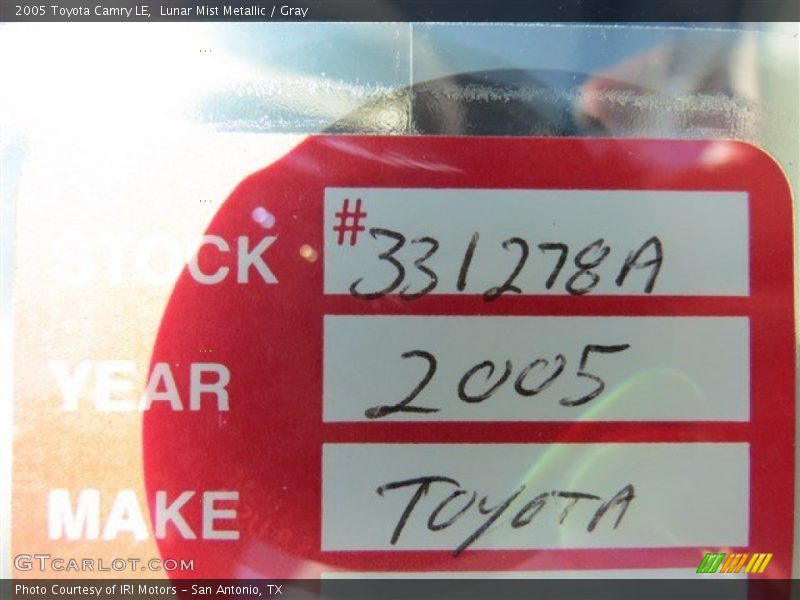 2005 Toyota Camry LE, Lunar Mist Metallic / Gray
STOCK #331278A
YEAR 2005
MAKE TOYOTA
GTCARLOT.COM
Photo Courtesy of IRI Motors - San Antonio, TX